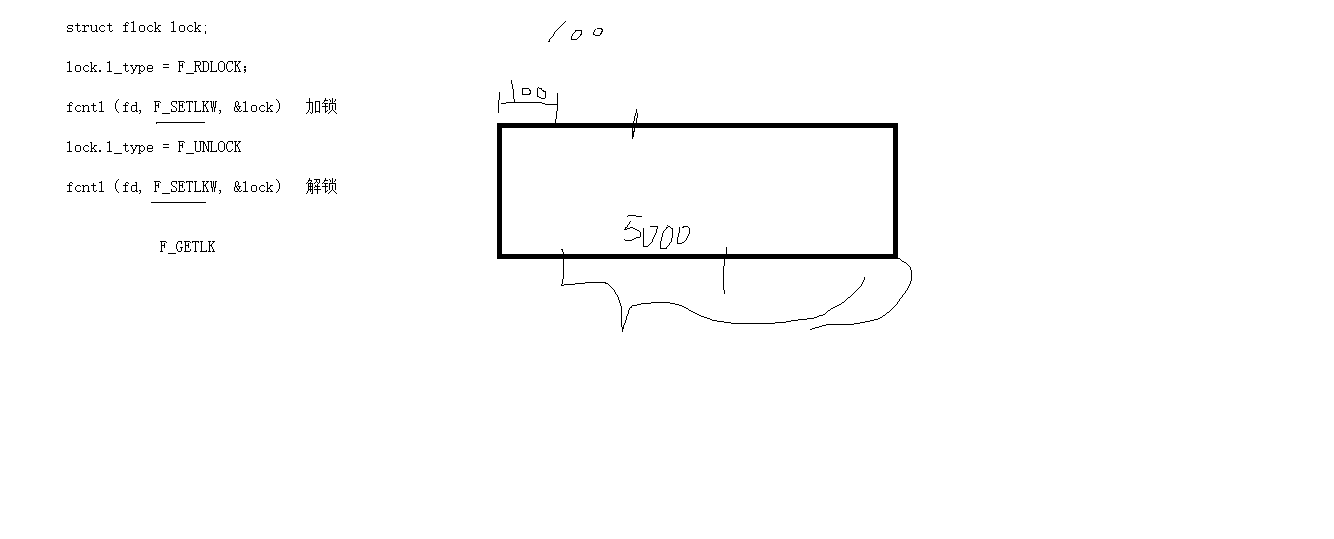 struct flock lock;
lock.l_type = F_RDLOCK;
fcntl (fd, F_SETLKW, &lock) 加锁
lock.l_type = F_UNLOCK
fcntl (fd, F_SETLKW, &lock) 解锁
F_GETLK
100
100
5000